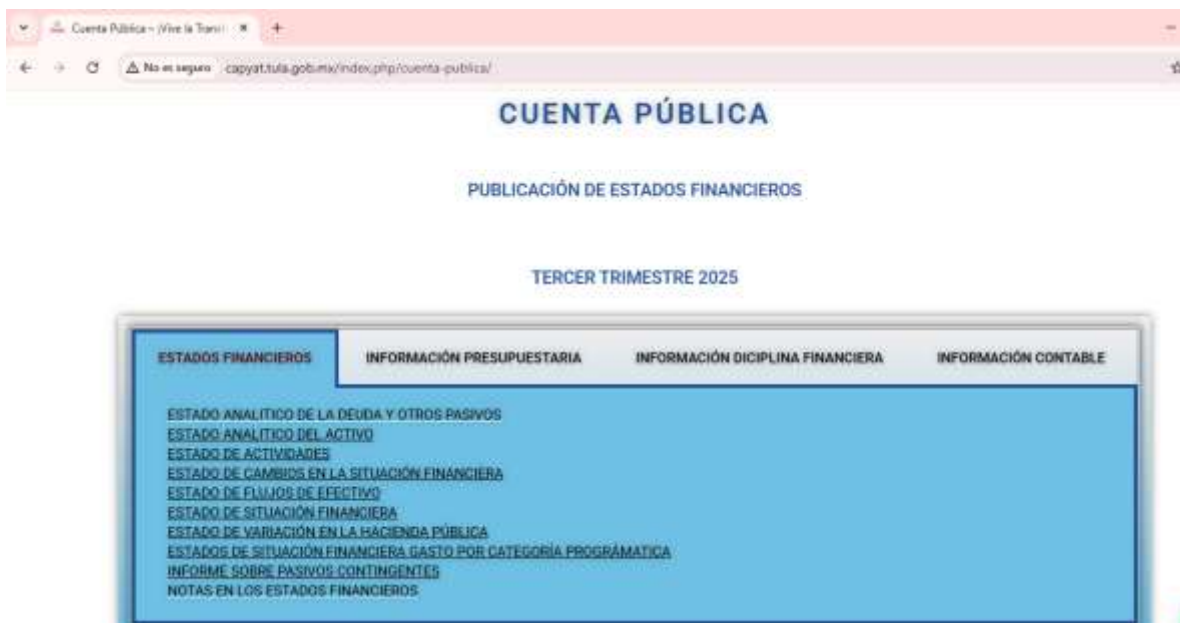 Cuenta Pública – ¡Vive la Transi
No es seguro capyat.tula.gob.mx/index.php/cuenta-publica/
CUENTA PÚBLICA
PUBLICACIÓN DE ESTADOS FINANCIEROS
TERCER TRIMESTRE 2025
ESTADOS FINANCIEROS INFORMACIÓN PRESUPUESTARIA INFORMACIÓN DICIPLINA FINANCIERA INFORMACIÓN CONTABLE
ESTADO ANALITICO DE LA DEUDA Y OTROS PASIVOS
ESTADO ANALITICO DEL ACTIVO
ESTADO DE ACTIVIDADES
ESTADO DE CAMBIOS EN LA SITUACIÓN FINANCIERA
ESTADO DE FLUJOS DE EFECTIVO
ESTADO DE SITUACIÓN FINANCIERA
ESTADO DE VARIACIÓN EN LA HACIENDA PÚBLICA
ESTADOS DE SITUACIÓN FINANCIERA GASTO POR CATEGORÍA PROGRÁMATICA
INFORME SOBRE PASIVOS CONTINGENTES
NOTAS EN LOS ESTADOS FINANCIEROS